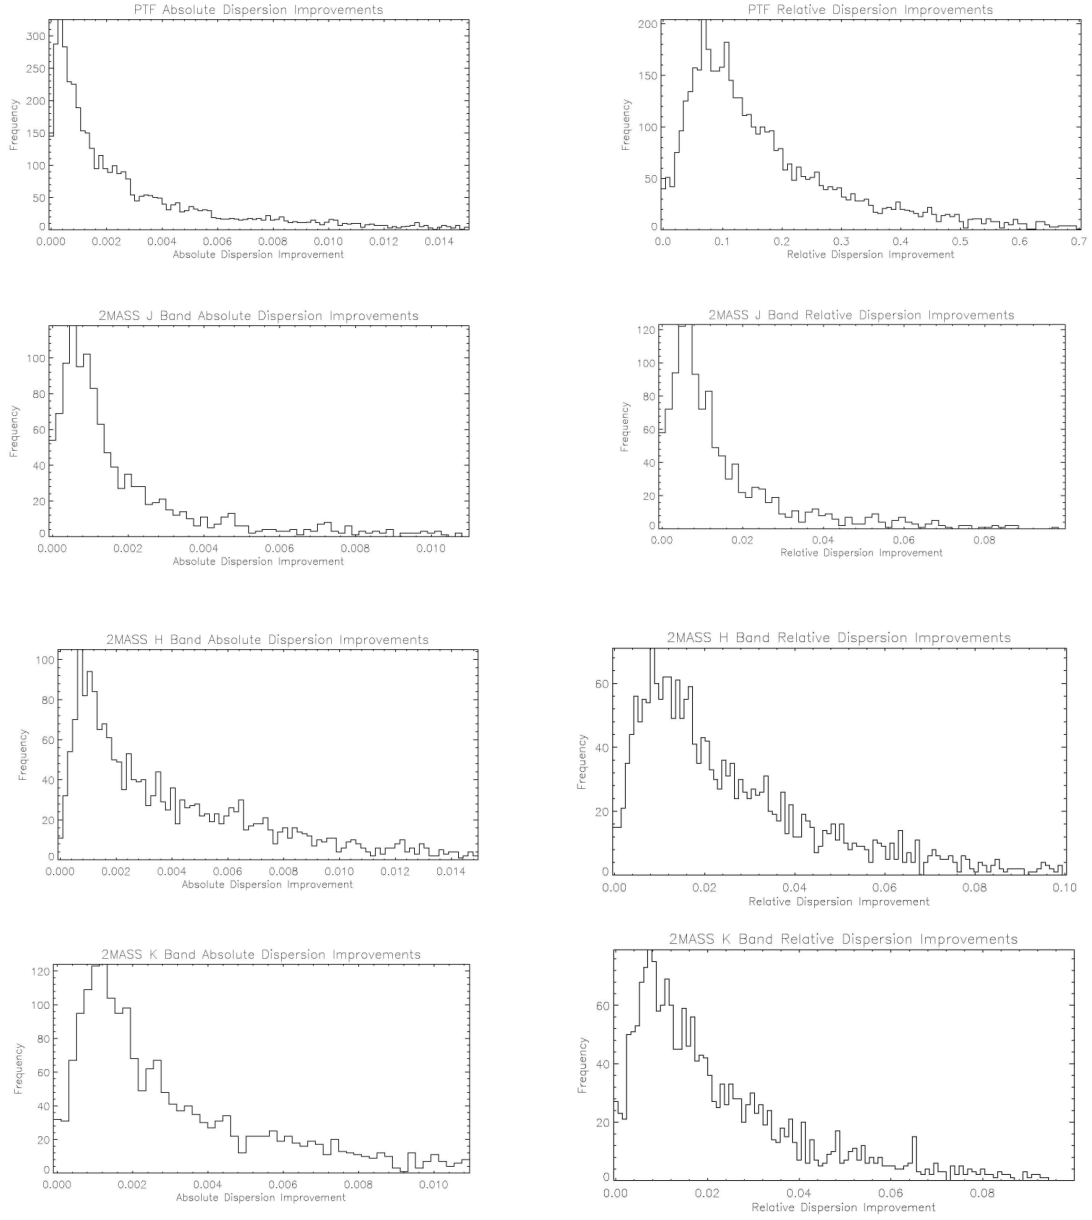 PTF Absolute Dispersion Improvements
300
250
200
150
100
50
0
Frequency
0.000 0.002 0.004 0.006 0.008 0.010 0.012 0.014
Absolute Dispersion Improvement
PTF Relative Dispersion Improvements
200
150
100
50
0
Frequency
0.0 0.1 0.2 0.3 0.4 0.5 0.6 0.7
Relative Dispersion Improvement
2MASS J Band Absolute Dispersion Improvements
100
80
60
40
20
0
Frequency
0.000 0.002 0.004 0.006 0.008 0.010
Absolute Dispersion Improvement
2MASS J Band Relative Dispersion Improvements
120
100
80
60
40
20
0
Frequency
0.00 0.02 0.04 0.06 0.08
Relative Dispersion Improvement
2MASS H Band Absolute Dispersion Improvements
100
80
60
40
20
0
Frequency
0.000 0.002 0.004 0.006 0.008 0.010 0.012 0.014
Absolute Dispersion Improvement
2MASS H Band Relative Dispersion Improvements
60
40
20
0
Frequency
0.00 0.02 0.04 0.06 0.08 0.10
Relative Dispersion Improvement
2MASS K Band Absolute Dispersion Improvements
120
100
80
60
40
20
0
Frequency
0.000 0.002 0.004 0.006 0.008 0.010
Absolute Dispersion Improvement
2MASS K Band Relative Dispersion Improvements
60
40
20
0
Frequency
0.00 0.02 0.04 0.06 0.08
Relative Dispersion Improvement